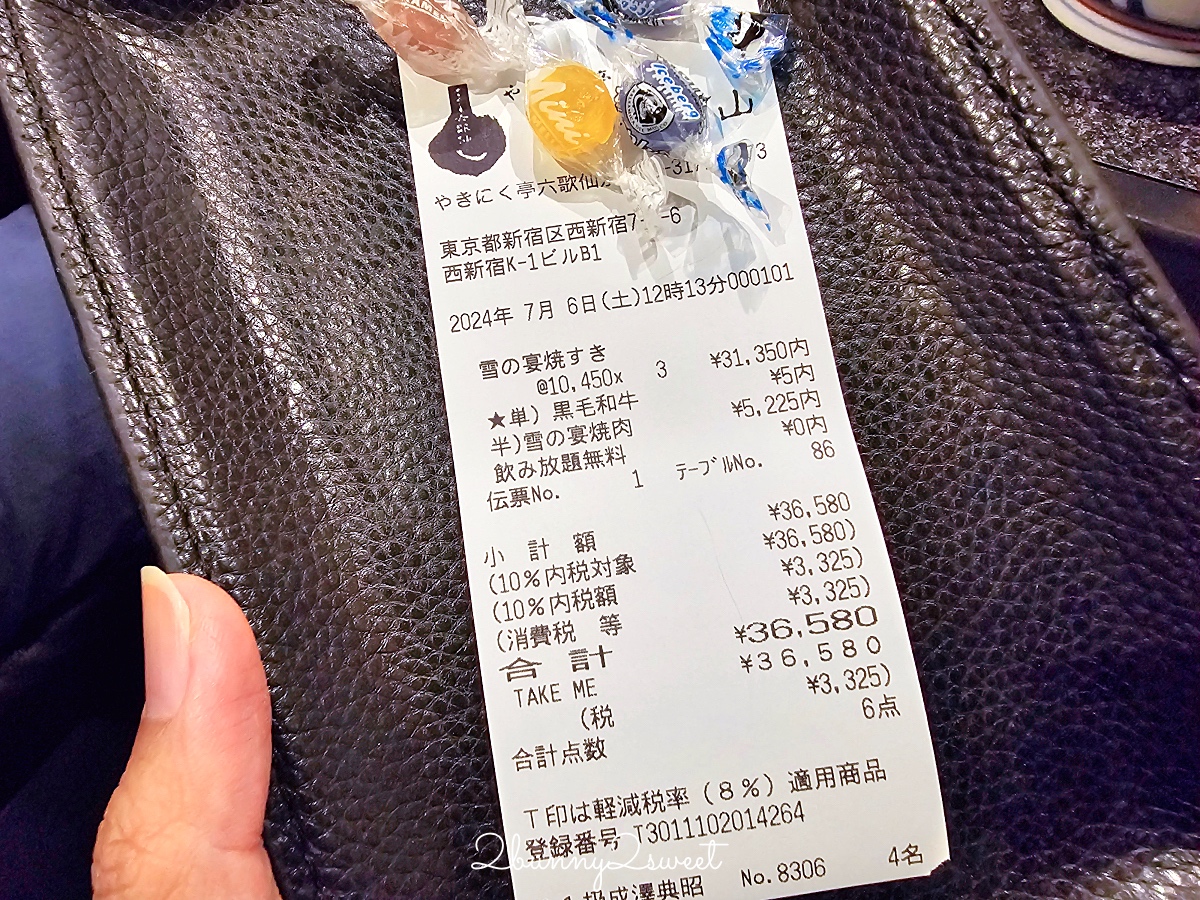 Mini
Iceberg
山
やきにく亭六歌仙
東京都新宿区西新宿7 -6
西新宿K-1ビルB1
2024年 7月 6日(土)12時13分000101
雪の宴焼すき
@10,450x 3 ¥31,350内
★単) 黒毛和牛 ¥5内
半)雪の宴焼肉 ¥5,225内
飲み放題無料 ¥0内
伝票No. 1 テーブルNo. 86
小 計 額 ¥36,580
(10%内税対象 ¥36,580)
(10%内税額 ¥3,325)
(消費税 等 ¥3,325)
合 計 ¥36,580
TAKE ME ¥36,580
(税 ¥3,325)
合計点数 6点
T印は軽減税率(8%)適用商品
登録番号 T3011102014264
扱成澤典昭 No.8306 4名
2bunny2sweet